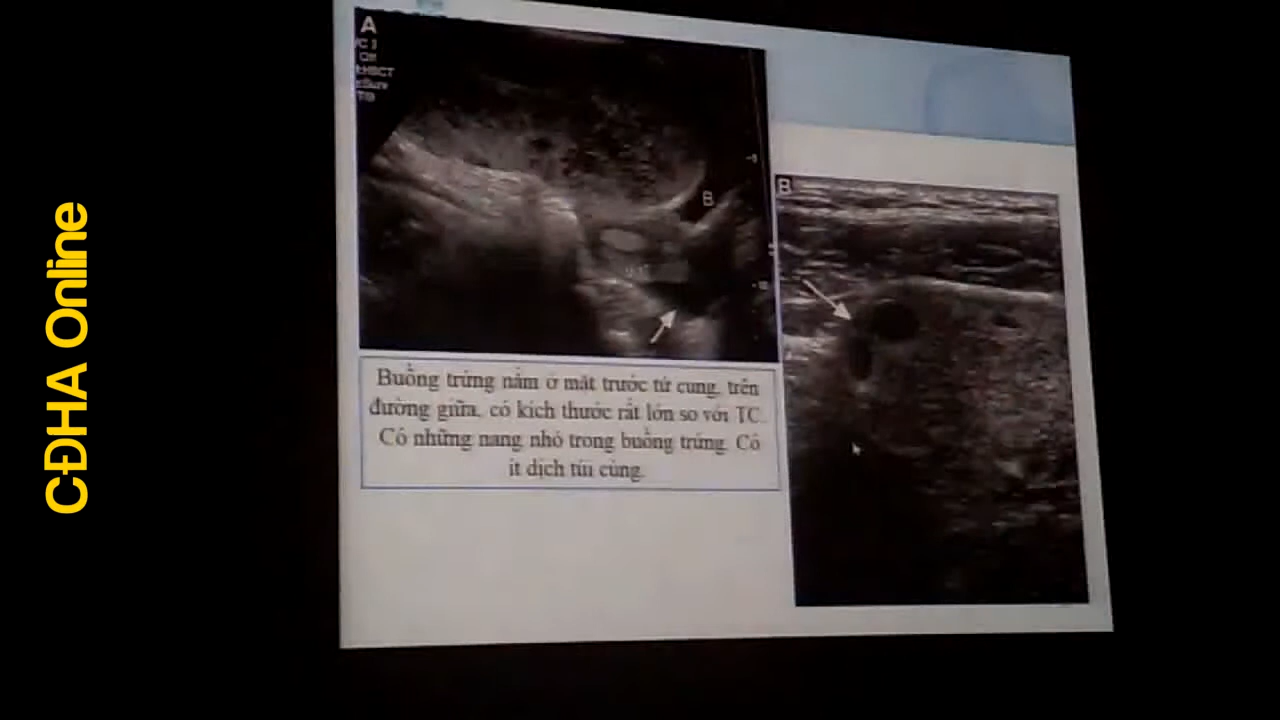 CĐHA Online
A
B
Buồng trứng nằm ở mặt trước tử cung, trên
đường giữa, có kích thước rất lớn so với TC.
Có những nang nhỏ trong buồng trứng. Có
ít dịch túi cùng.
B